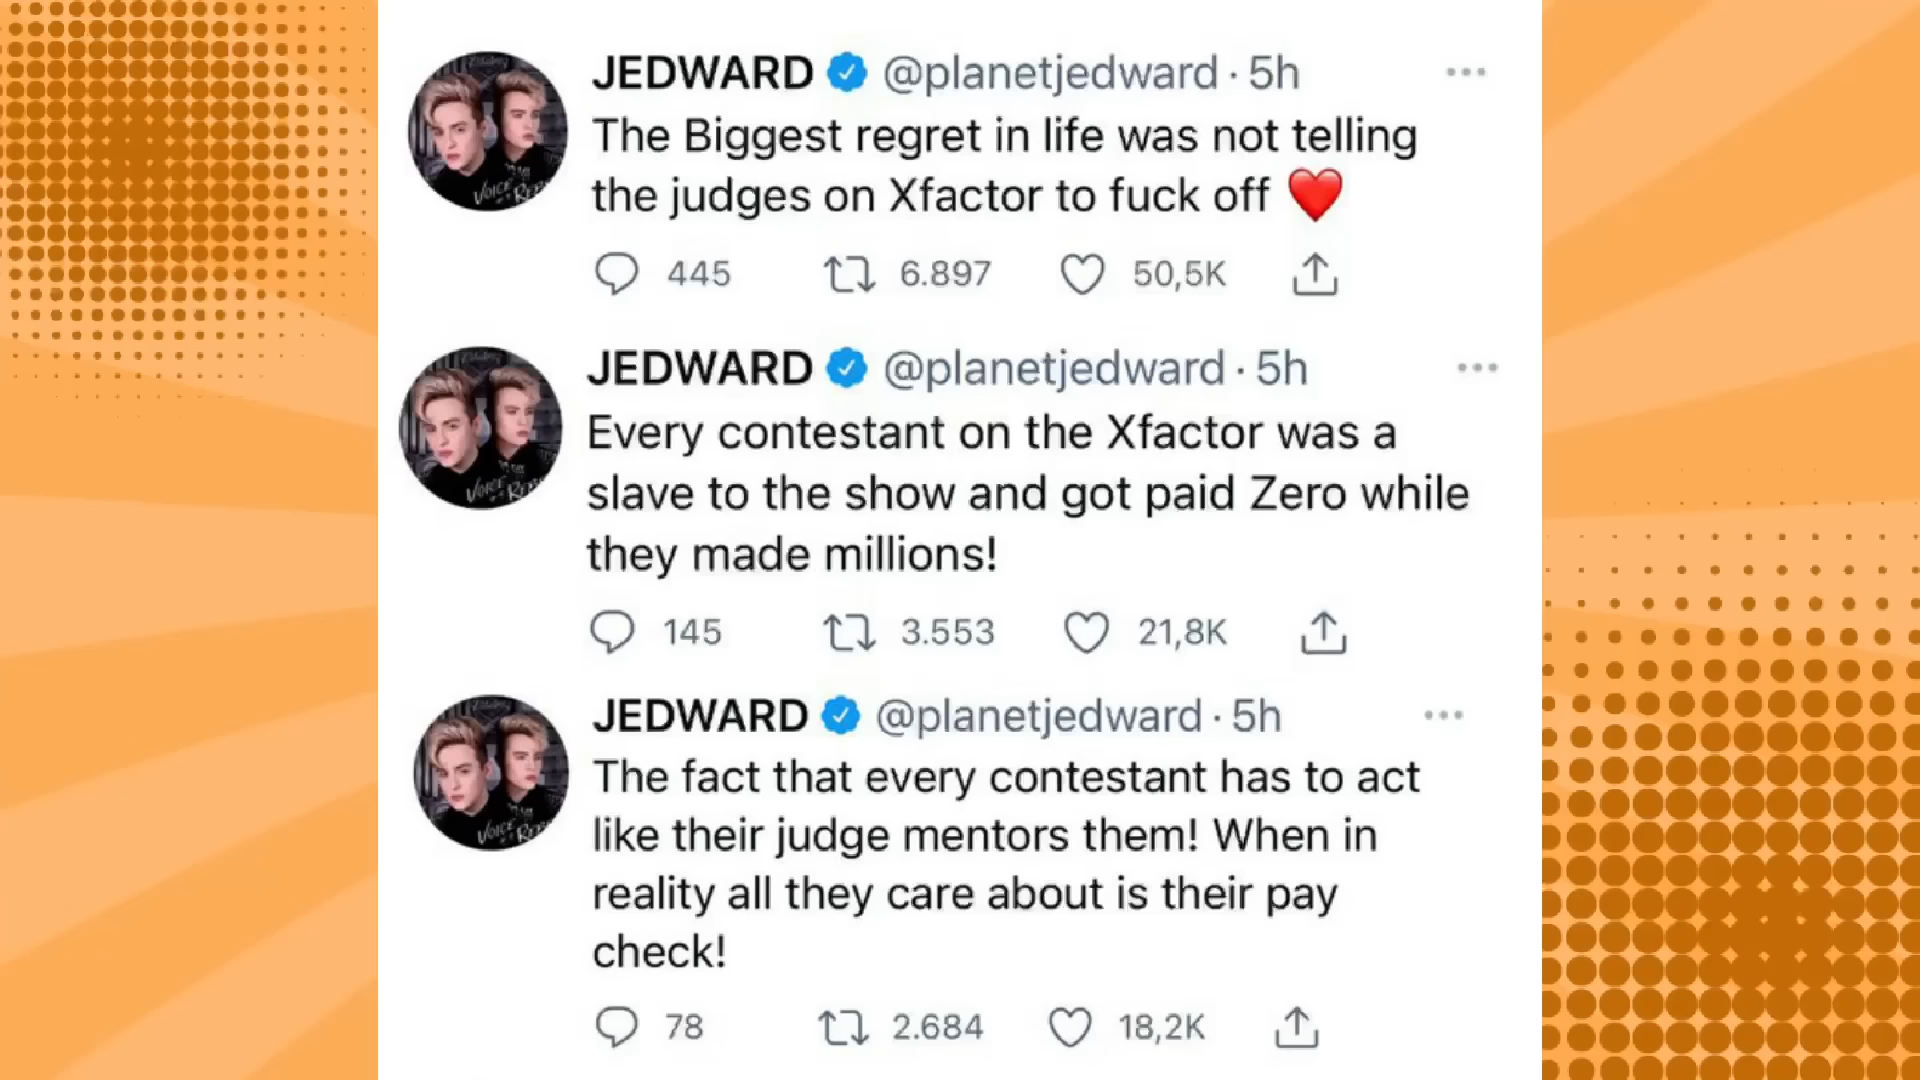 JEDWARD @planetjedward · 5h
The Biggest regret in life was not telling
the judges on Xfactor to fuck off ❤️
445 6.897 50,5K
JEDWARD @planetjedward · 5h
Every contestant on the Xfactor was a
slave to the show and got paid Zero while
they made millions!
145 3.553 21,8K
JEDWARD @planetjedward · 5h
The fact that every contestant has to act
like their judge mentors them! When in
reality all they care about is their pay
check!
78 2.684 18,2K